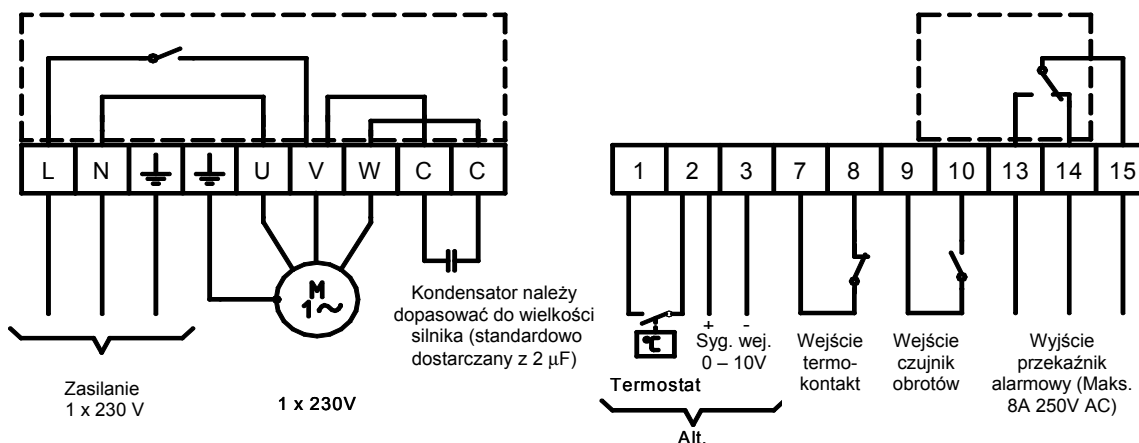 L N U V W C C
1 2 3 7 8 9 10 13 14 15
M
1~
Kondensator należy
dopasować do wielkości
silnika (standardowo
dostarczany z 2 μF)
Zasilanie
1 x 230 V
1 x 230V
°C
Termostat
+ -
Syg. wej.
0 – 10V
Alt.
Wejście
termo-
kontakt
Wejście
czujnik
obrotów
Wyjście
przekaźnik
alarmowy (Maks.
8A 250V AC)